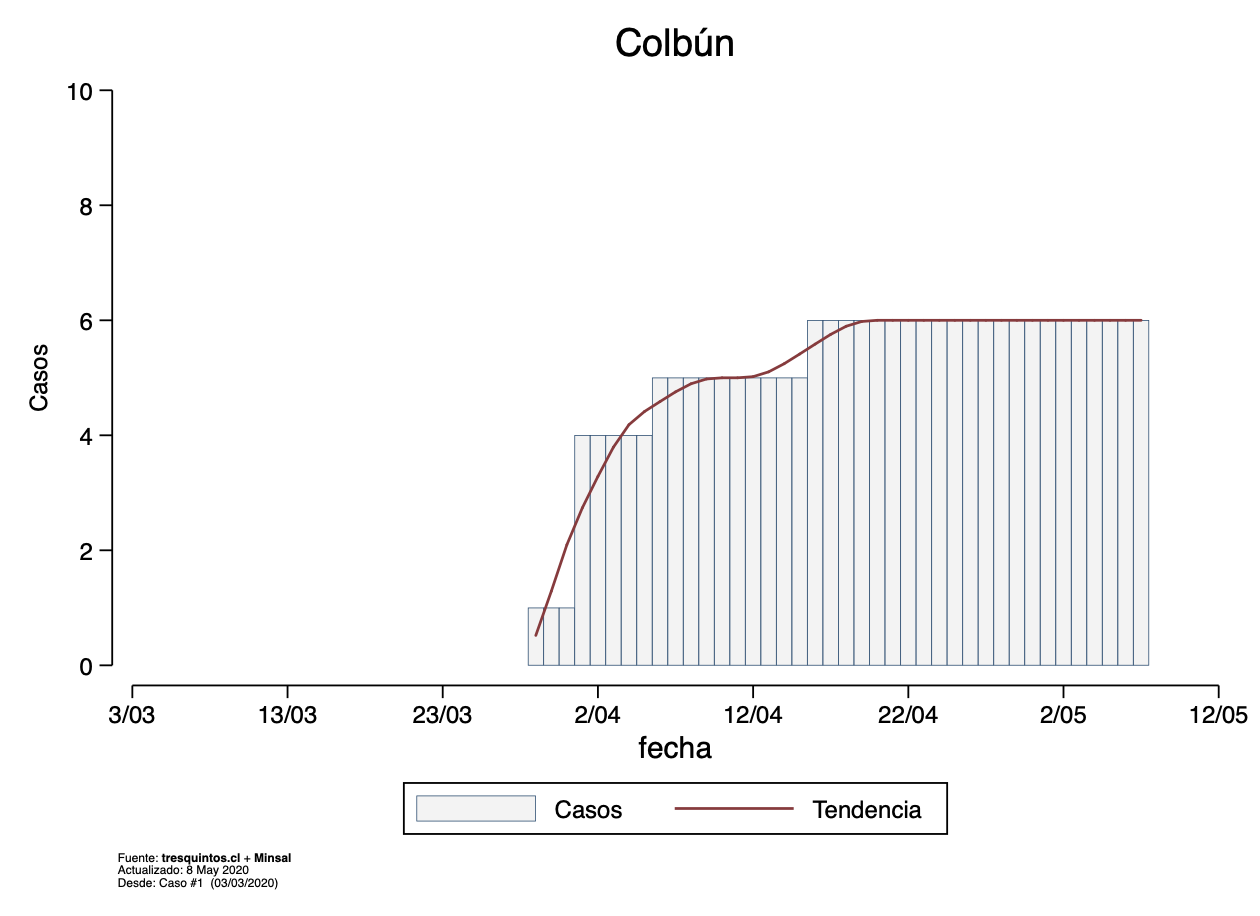 Colbún
10
8
6
4
2
0
Casos
3/03 13/03 23/03 2/04 12/04 22/04 2/05 12/05
fecha
Casos Tendencia
Fuente: tresquintos.cl + Minsal
Actualizado: 8 May 2020
Desde: Caso #1 (03/03/2020)